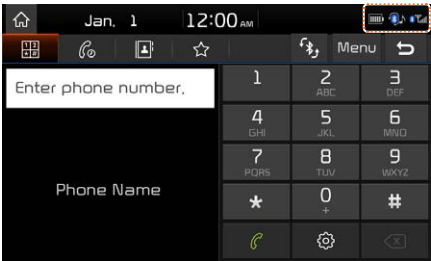 Jan. 1 12:00 AM
Menu
Enter phone number.
Phone Name
1 2 ABC 3 DEF
4 GHI 5 JKL 6 MNO
7 PQRS 8 TUV 9 WXYZ
* 0 + #